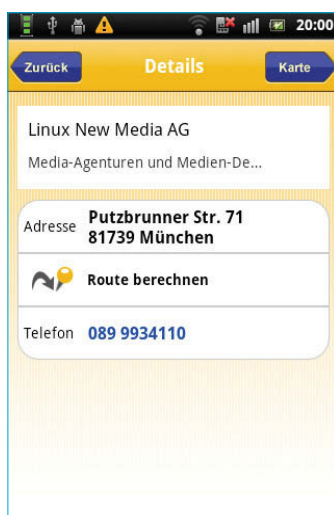 20:00
Zurück
Details
Karte
Linux New Media AG
Media-Agenturen und Medien-De...
Adresse Putzbrunner Str. 71
81739 München
Route berechnen
Telefon 089 9934110